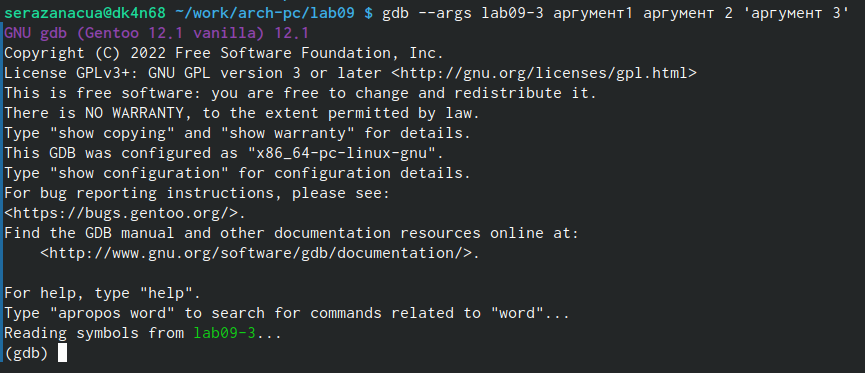 serazanacua@dk4n68 ~/work/arch-pc/lab09 $ gdb --args lab09-3 аргумент1 аргумент 2 'аргумент 3'
GNU gdb (Gentoo 12.1 vanilla) 12.1
Copyright (C) 2022 Free Software Foundation, Inc.
License GPLv3+: GNU GPL version 3 or later <http://gnu.org/licenses/gpl.html>
This is free software: you are free to change and redistribute it.
There is NO WARRANTY, to the extent permitted by law.
Type "show copying" and "show warranty" for details.
This GDB was configured as "x86_64-pc-linux-gnu".
Type "show configuration" for configuration details.
For bug reporting instructions, please see:
<https://bugs.gentoo.org/>.
Find the GDB manual and other documentation resources online at:
    <http://www.gnu.org/software/gdb/documentation/>.

For help, type "help".
Type "apropos word" to search for commands related to "word"...
Reading symbols from lab09-3...
(gdb)